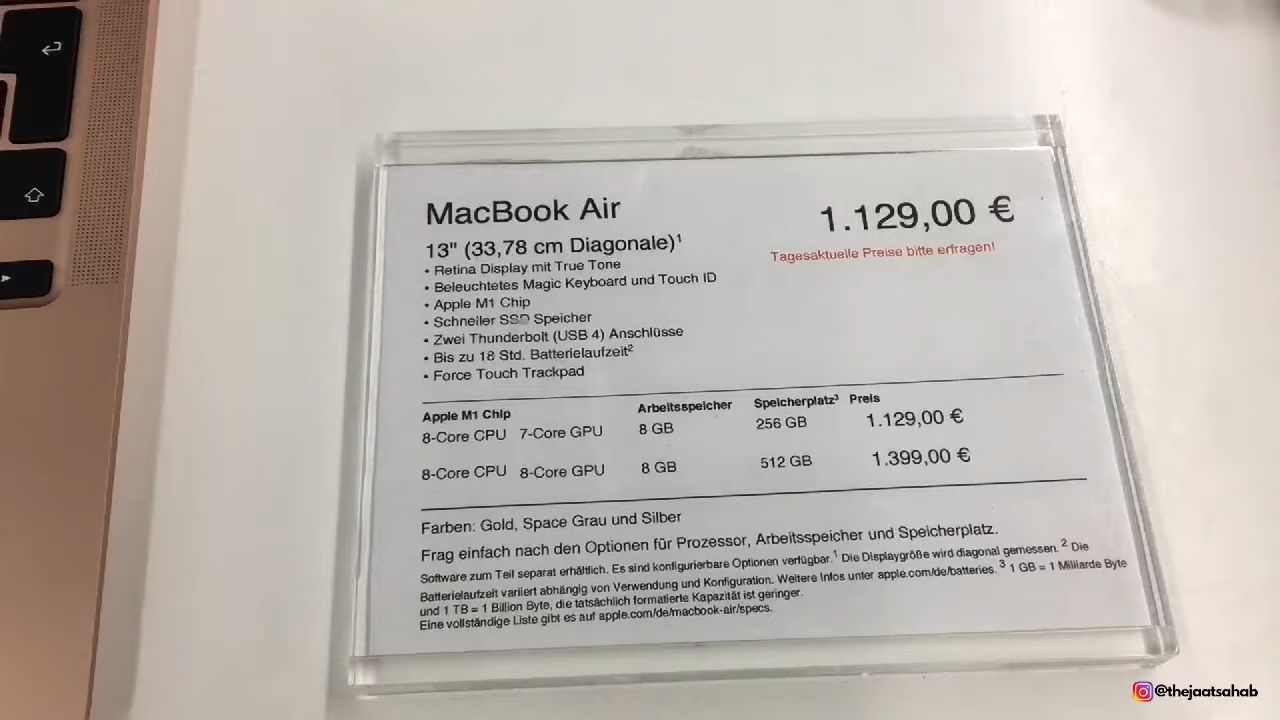 MacBook Air
1.129,00 €
13" (33,78 cm Diagonale)¹
Tagesaktuelle Preise bitte erfragen!
• Retina Display mit True Tone
• Beleuchtetes Magic Keyboard und Touch ID
• Apple M1 Chip
• Schneller SSD Speicher
• Zwei Thunderbolt (USB 4) Anschlüsse
• Bis zu 18 Std. Batterielaufzeit²
• Force Touch Trackpad
Apple M1 Chip Arbeitsspeicher Speicherplatz³ Preis
8-Core CPU 7-Core GPU 8 GB 256 GB 1.129,00 €
8-Core CPU 8-Core GPU 8 GB 512 GB 1.399,00 €
Farben: Gold, Space Grau und Silber
Frag einfach nach den Optionen für Prozessor, Arbeitsspeicher und Speicherplatz.
Software zum Teil separat erhältlich. Es sind konfigurierbare Optionen verfügbar.¹ Die Displaygröße wird diagonal gemessen. ² Die
Batterielaufzeit variiert abhängig von Verwendung und Konfiguration. Weitere Infos unter apple.com/de/batteries. ³ 1 GB = 1 Milliarde Byte
und 1 TB = 1 Billion Byte, die tatsächlich formatierte Kapazität ist geringer.
Eine vollständige Liste gibt es auf apple.com/de/macbook-air/specs.
@thejaatsahab